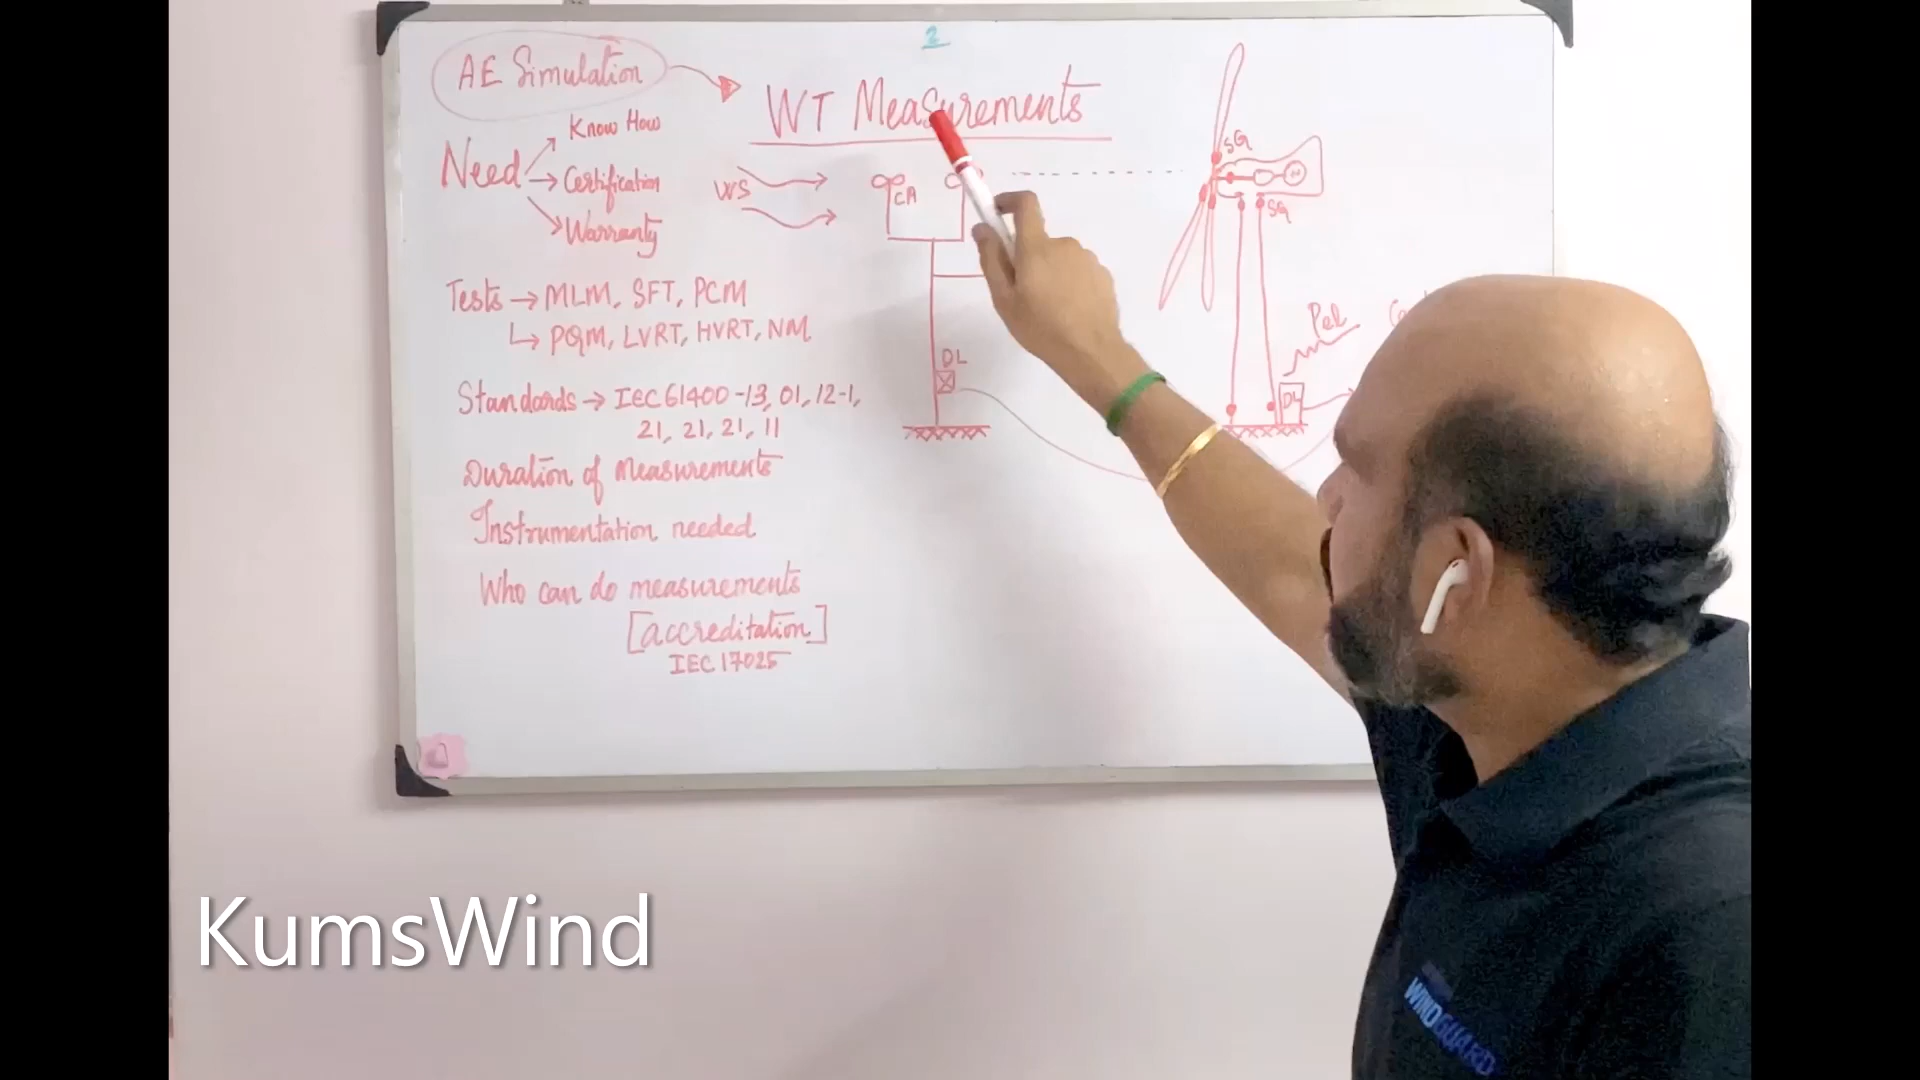 2
AE Simulation
WT Measurements
Need
Know How
Certification
Warranty
WS
CA
SG
SG
Tests → MLM, SFT, PCM
↳ PQM, LVRT, HVRT, NM
Pel
DL
DL
Standards → IEC 61400-13, 01, 12-1,
21, 21, 21, 11
Duration of measurements
Instrumentation needed
Who can do measurements
[accreditation]
IEC 17025
KumsWind
WINDGUARD